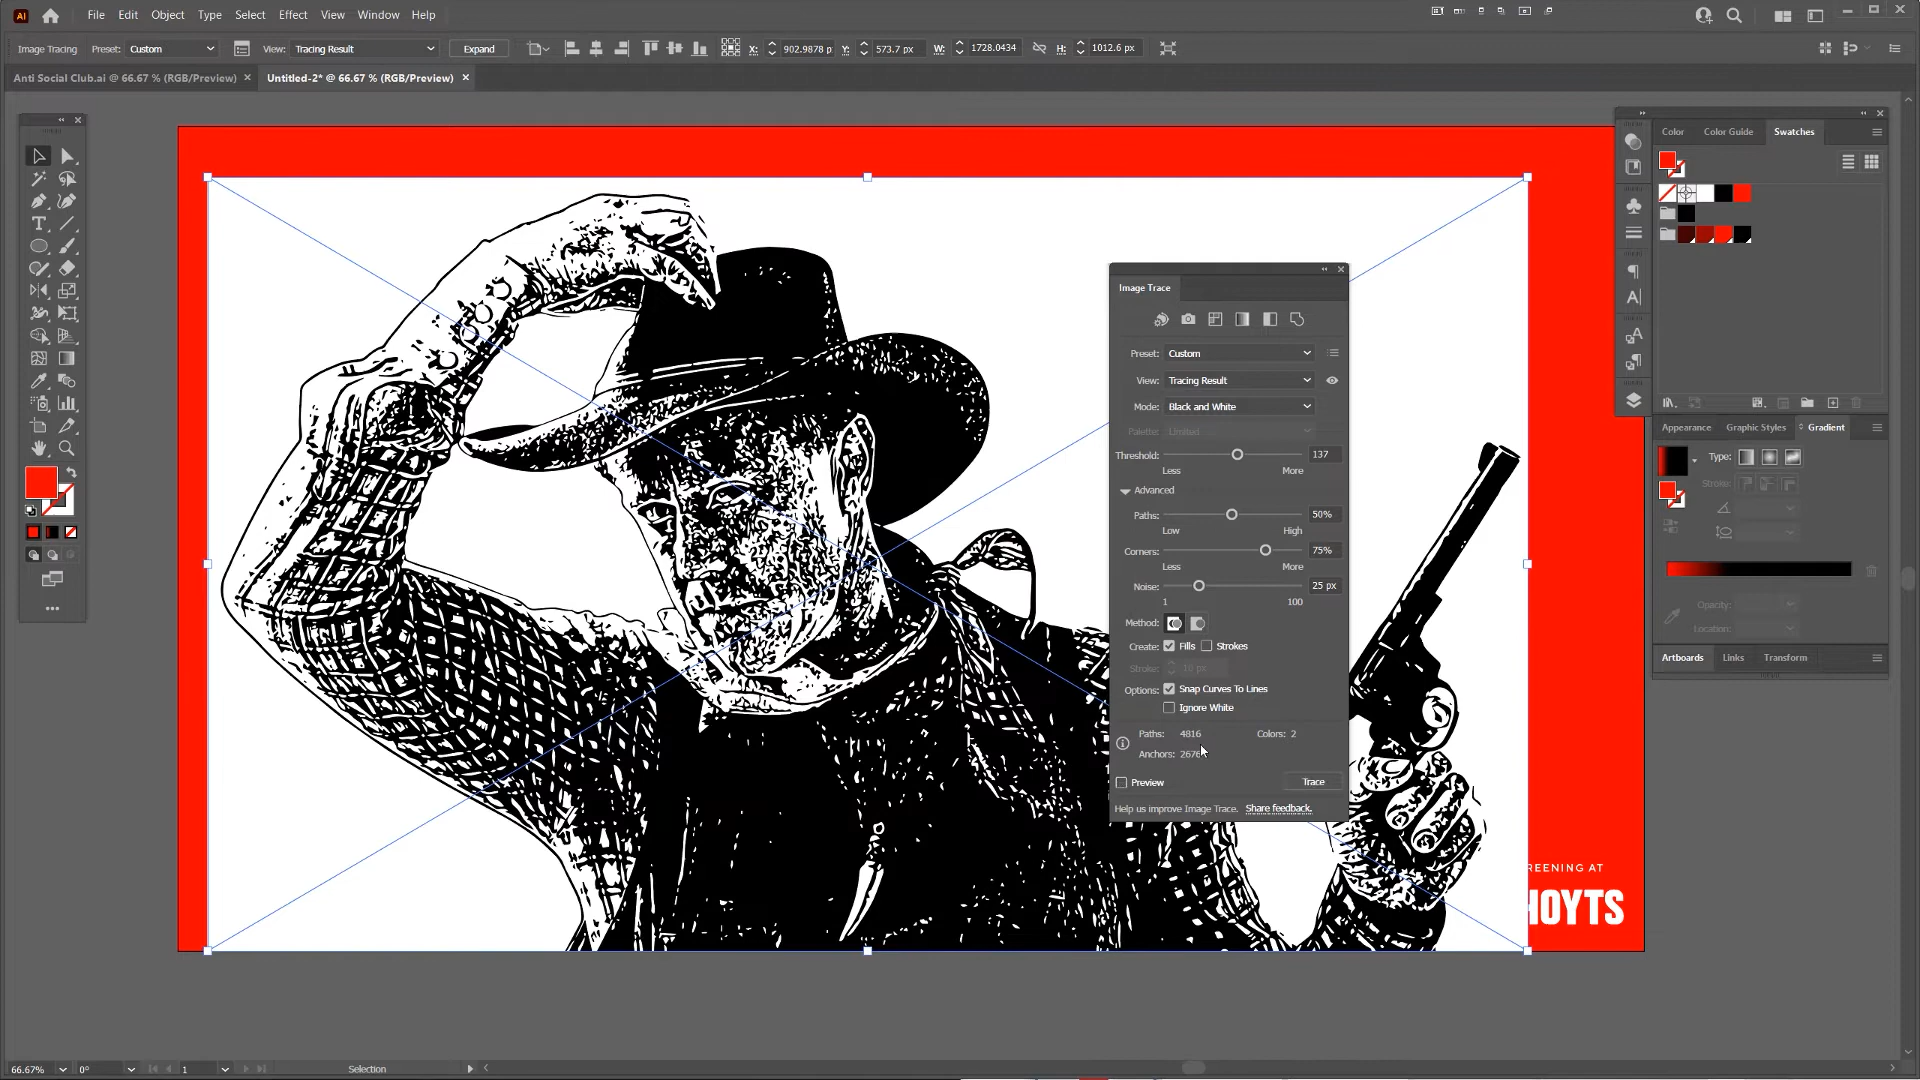 Ai File Edit Object Type Select Effect View Window Help
Image Tracing Preset: Custom View: Tracing Result Expand X: 902.9878 p Y: 573.7 px W: 1728.0434 H: 1012.6 px
Anti Social Club.ai @ 66.67 % (RGB/Preview) × Untitled-2* @ 66.67 % (RGB/Preview) ×
Color Color Guide Swatches
Image Trace
Preset: Custom
View: Tracing Result
Mode: Black and White
Palette: Limited
Threshold: 137
Less More
Advanced
Paths: 50%
Low High
Corners: 75%
Less More
Noise: 25 px
1 100
Method:
Create: Fills Strokes
Stroke: 10 px
Options: Snap Curves To Lines
Ignore White
Paths: 4816 Colors: 2
Anchors:
Preview Trace
Help us improve Image Trace. Share feedback.
Appearance Graphic Styles Gradient
Type:
Stroke:
Opacity:
Location:
Artboards Links Transform
REENING AT
HOYTS
66.67% 0° 1 Selection